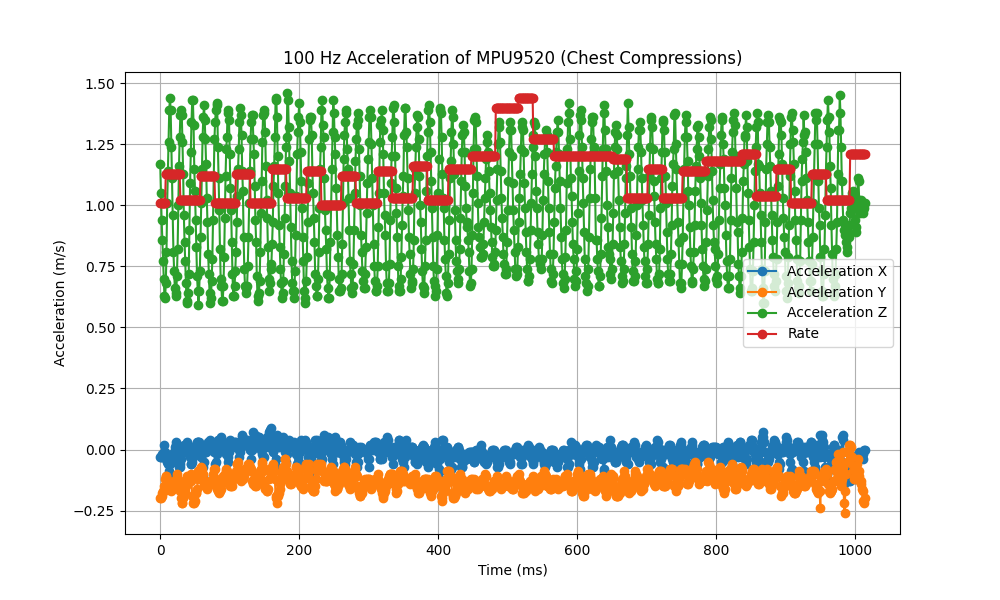 100 Hz Acceleration of MPU9520 (Chest Compressions)
1.50
1.25
1.00
0.75
0.50
0.25
0.00
−0.25
Acceleration (m/s)
Acceleration X
Acceleration Y
Acceleration Z
Rate
0 200 400 600 800 1000
Time (ms)